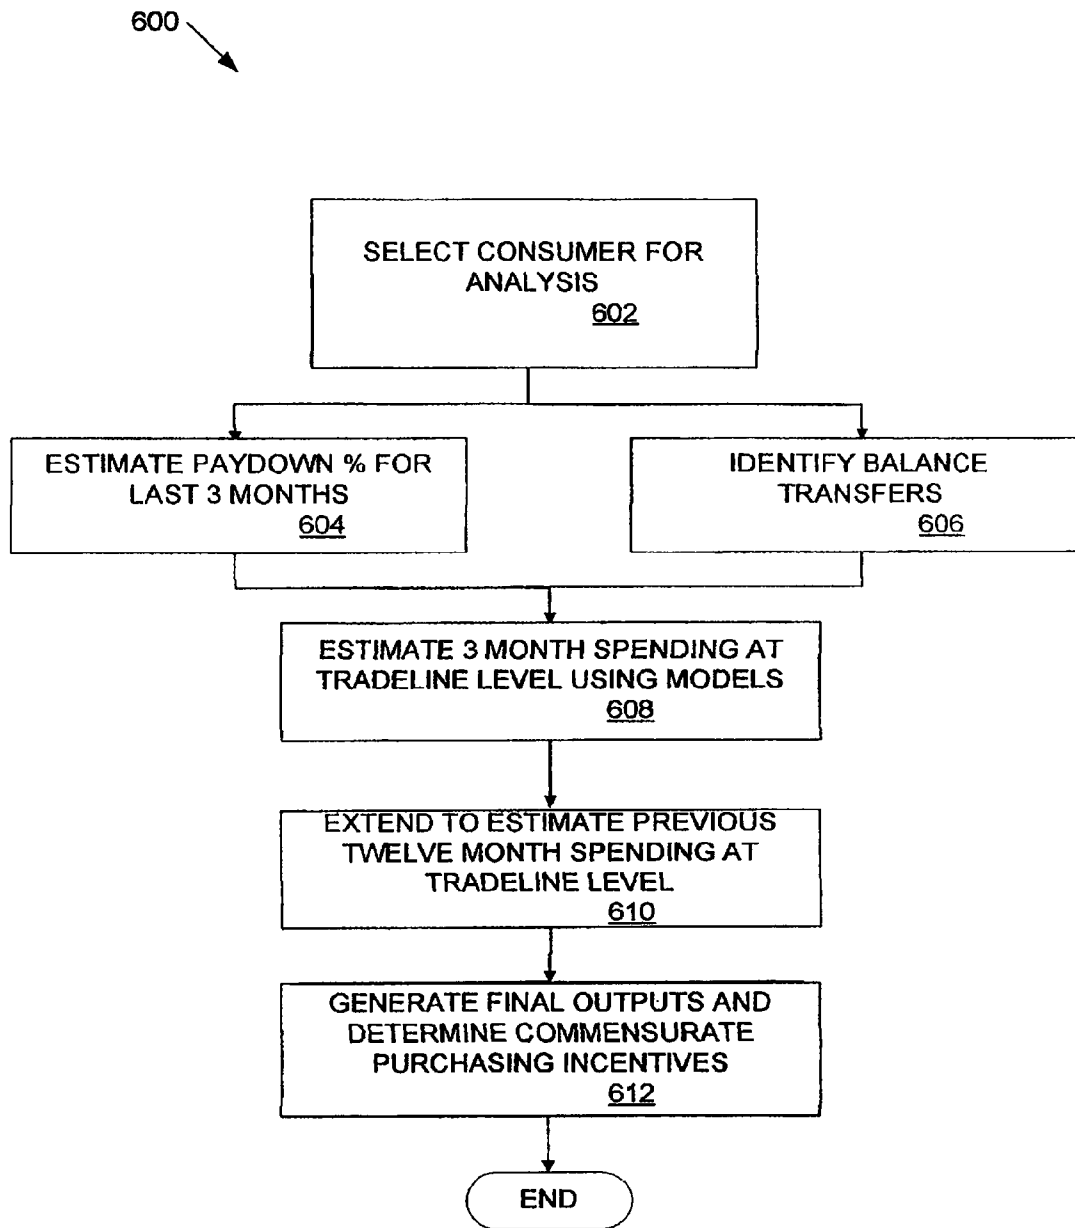 600
SELECT CONSUMER FOR
ANALYSIS
602
ESTIMATE PAYDOWN % FOR
LAST 3 MONTHS
604
IDENTIFY BALANCE
TRANSFERS
606
ESTIMATE 3 MONTH SPENDING AT
TRADELINE LEVEL USING MODELS
608
EXTEND TO ESTIMATE PREVIOUS
TWELVE MONTH SPENDING AT
TRADELINE LEVEL
610
GENERATE FINAL OUTPUTS AND
DETERMINE COMMENSURATE
PURCHASING INCENTIVES
612
END